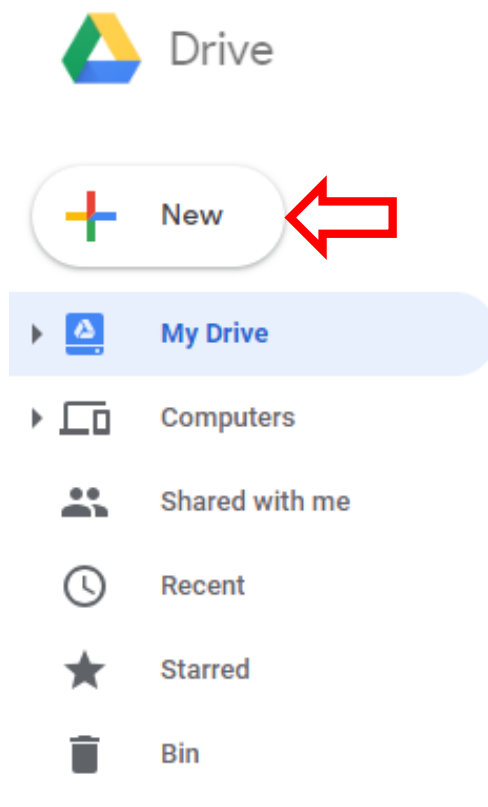 Drive
New
My Drive
Computers
Shared with me
Recent
Starred
Bin